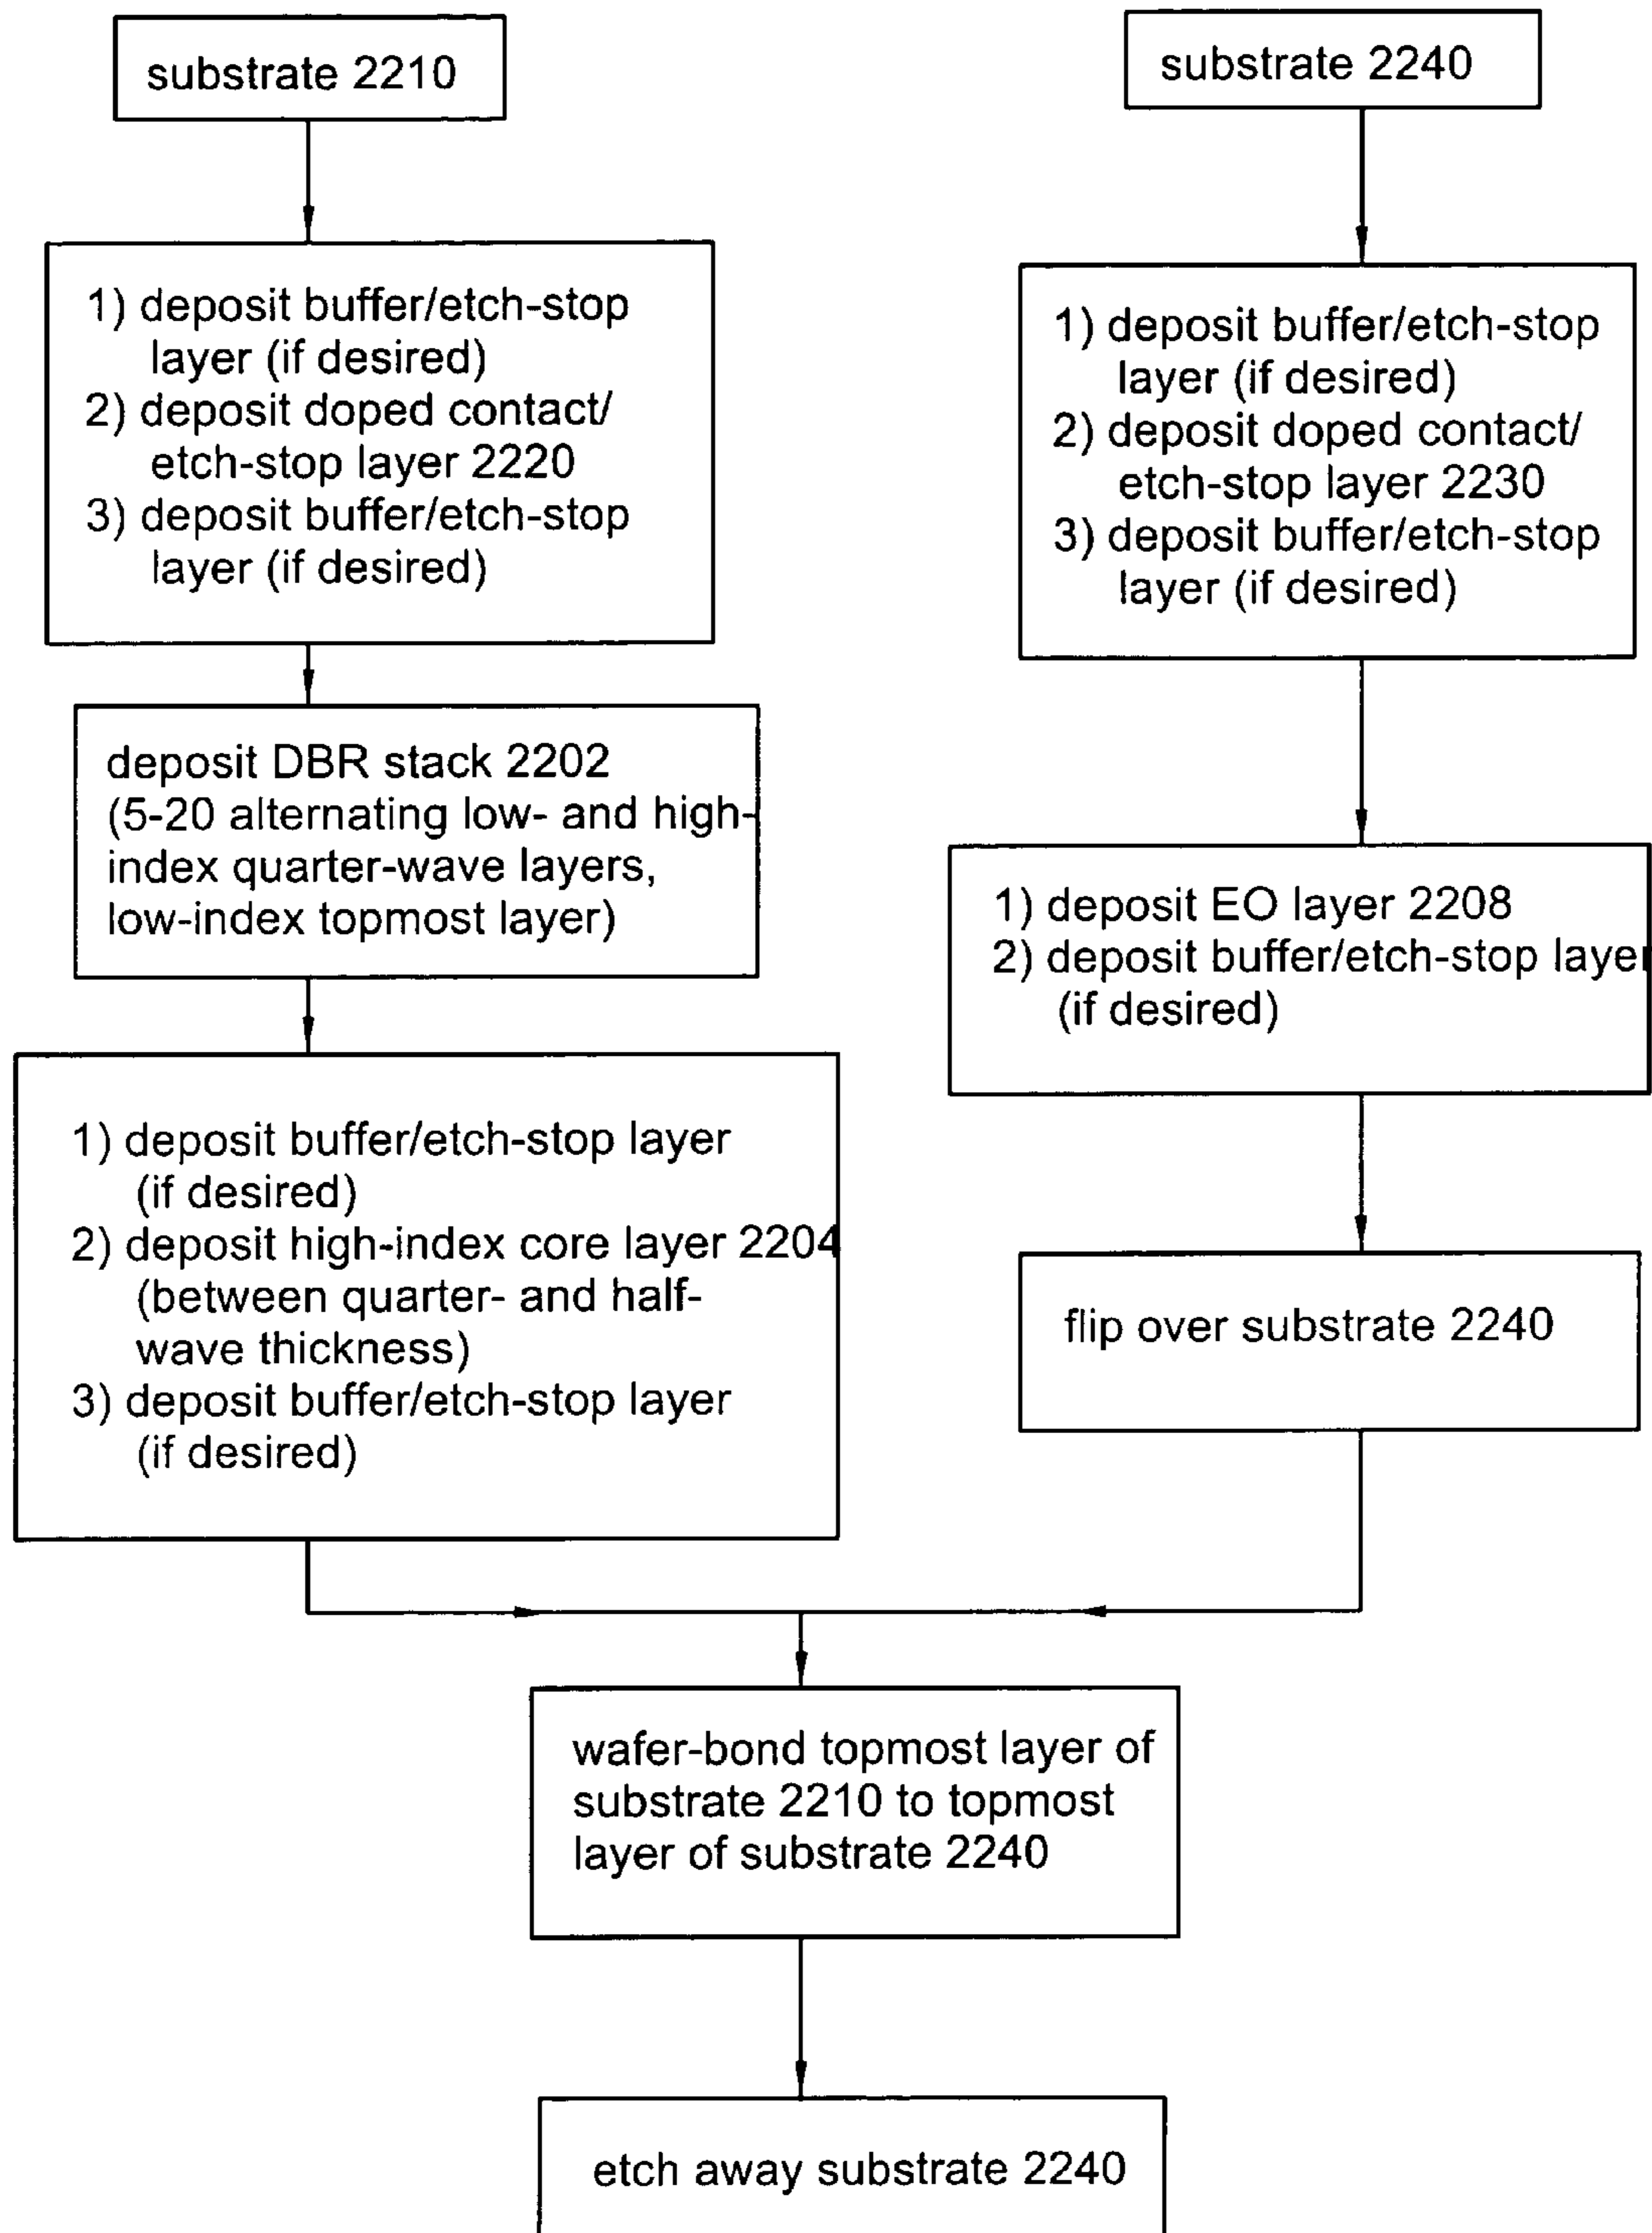 substrate 2210
1) deposit buffer/etch-stop
layer (if desired)
2) deposit doped contact/
etch-stop layer 2220
3) deposit buffer/etch-stop
layer (if desired)
deposit DBR stack 2202
(5-20 alternating low- and high-
index quarter-wave layers,
low-index topmost layer)
1) deposit buffer/etch-stop layer
(if desired)
2) deposit high-index core layer 2204
(between quarter- and half-
wave thickness)
3) deposit buffer/etch-stop layer
(if desired)
substrate 2240
1) deposit buffer/etch-stop
layer (if desired)
2) deposit doped contact/
etch-stop layer 2230
3) deposit buffer/etch-stop
layer (if desired)
1) deposit EO layer 2208
2) deposit buffer/etch-stop layer
(if desired)
flip over substrate 2240
wafer-bond topmost layer of
substrate 2210 to topmost
layer of substrate 2240
etch away substrate 2240